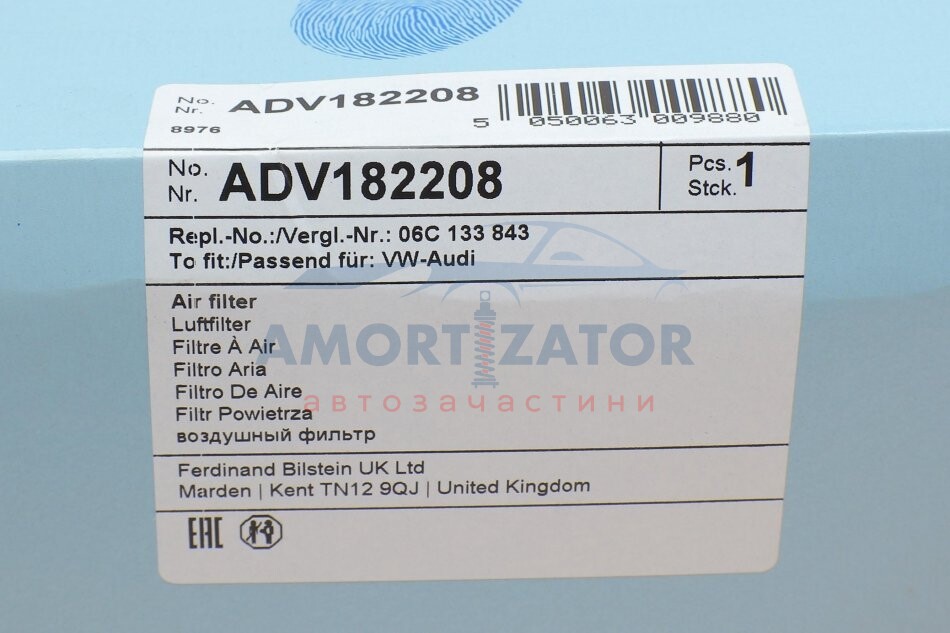 No. ADV182208
Nr.
8976
5 050063 009880
No. ADV182208
Nr.
Pcs. 1
Stck.
Repl.-No.:/Vergl.-Nr.: 06C 133 843
To fit:/Passend für: VW-Audi
Air filter
Luftfilter
Filtre À Air
Filtro Aria
Filtro De Aire
Filtr Powietrza
воздушный фильтр
AMORTIZATOR
автозачастини
Ferdinand Bilstein UK Ltd
Marden | Kent TN12 9QJ | United Kingdom
EAC